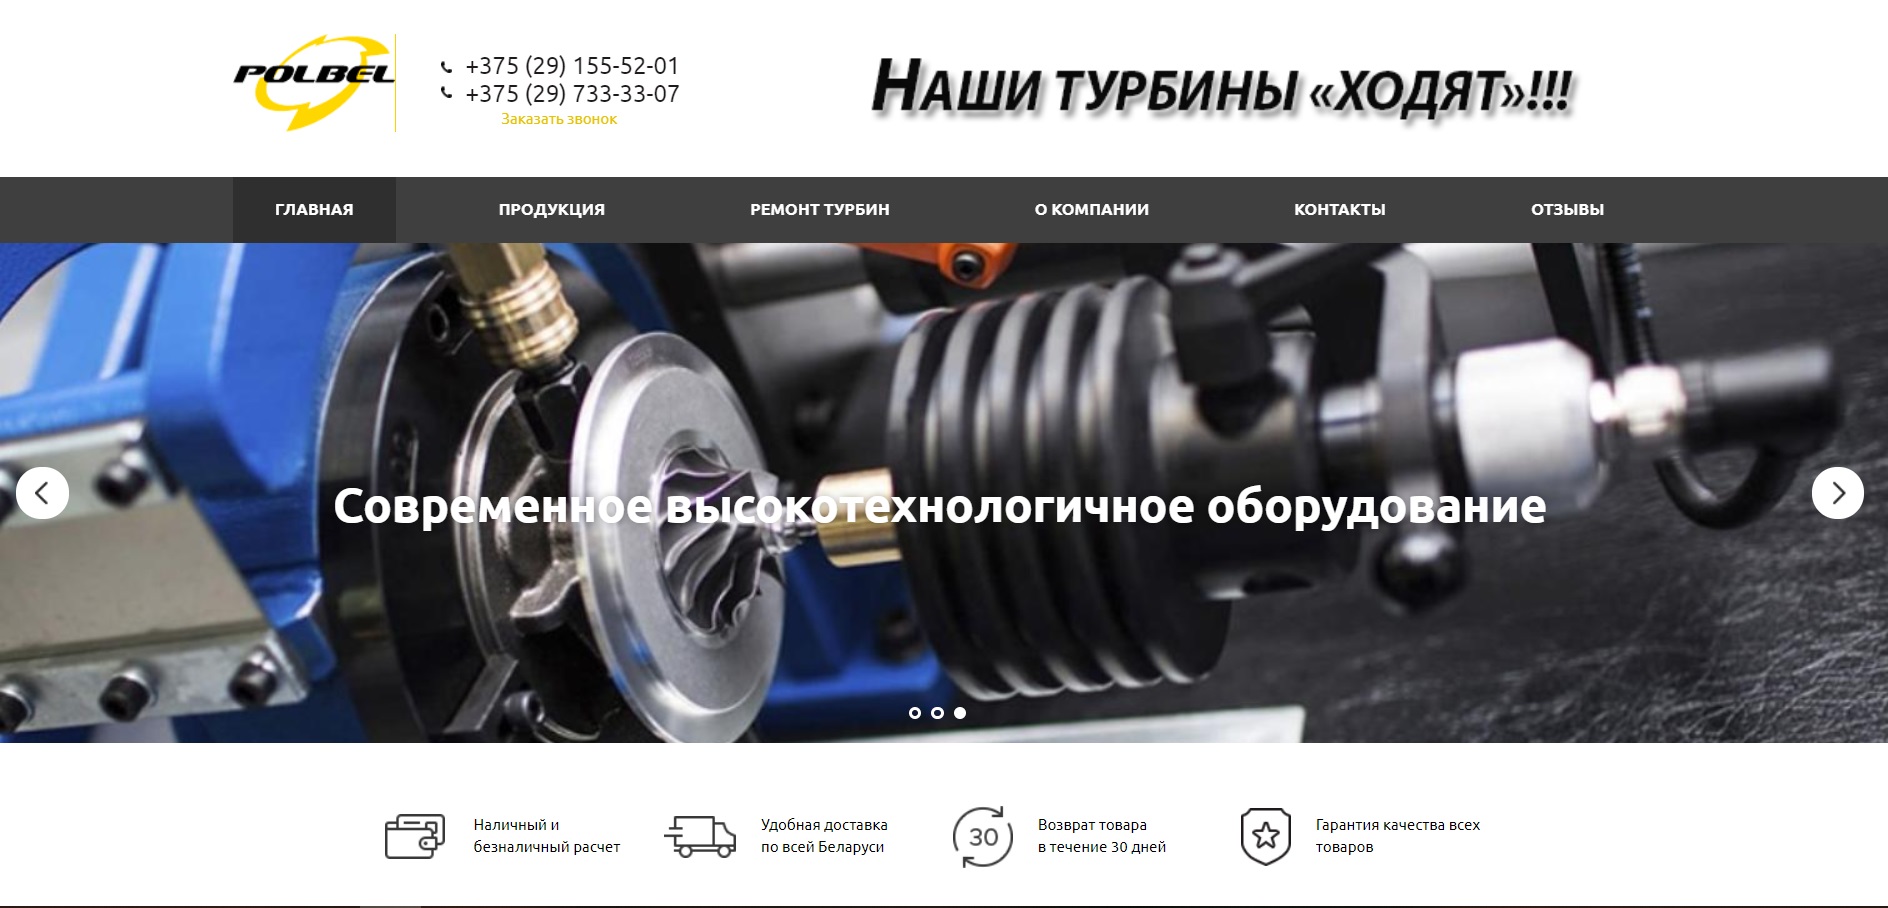 POLBEL
+375 (29) 155-52-01
+375 (29) 733-33-07
Заказать звонок
НАШИ ТУРБИНЫ «ХОДЯТ»!!!
ГЛАВНАЯ
ПРОДУКЦИЯ
РЕМОНТ ТУРБИН
О КОМПАНИИ
КОНТАКТЫ
ОТЗЫВЫ
Современное высокотехнологичное оборудование
Наличный и
безналичный расчет
Удобная доставка
по всей Беларуси
30
Возврат товара
в течение 30 дней
Гарантия качества всех
товаров